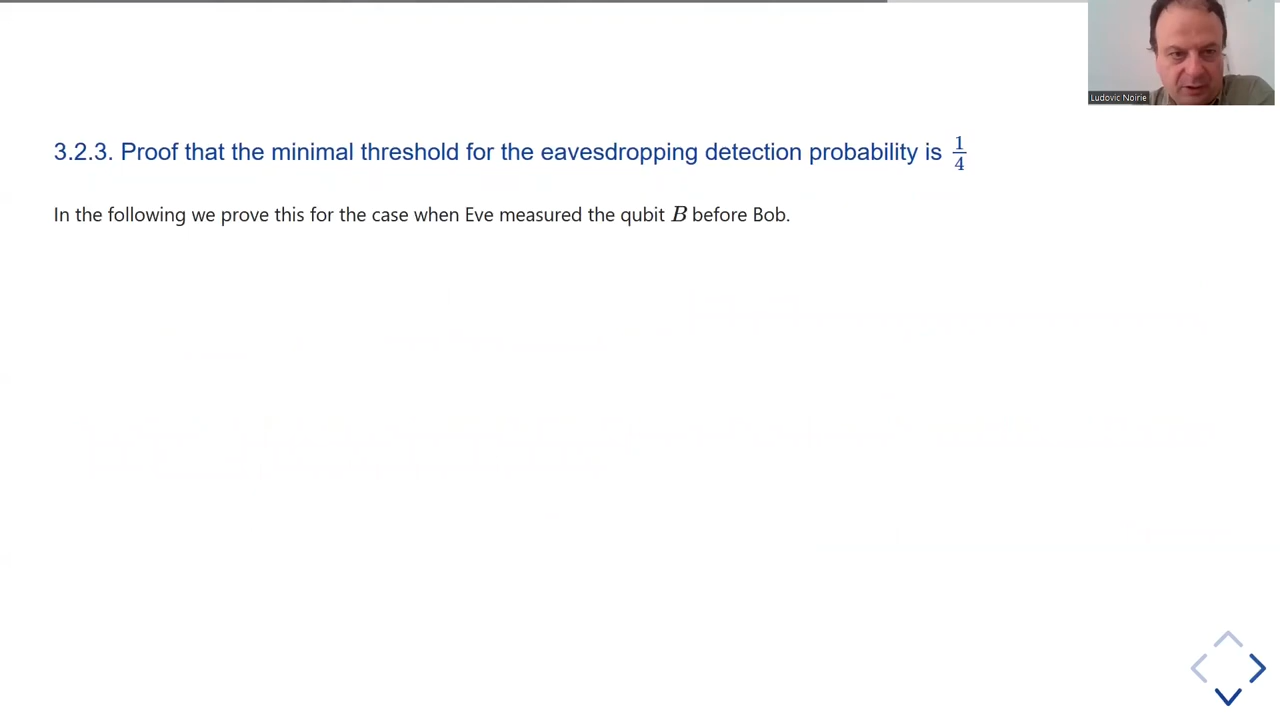 Ludovic Noirie
3.2.3. Proof that the minimal threshold for the eavesdropping detection probability is 1/4
In the following we prove this for the case when Eve measured the qubit B before Bob.